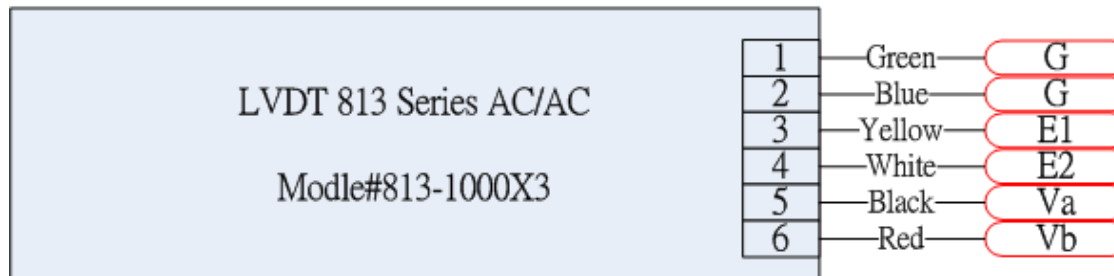 LVDT 813 Series AC/AC
Modle#813-1000X3
1 Green G
2 Blue G
3 Yellow E1
4 White E2
5 Black Va
6 Red Vb